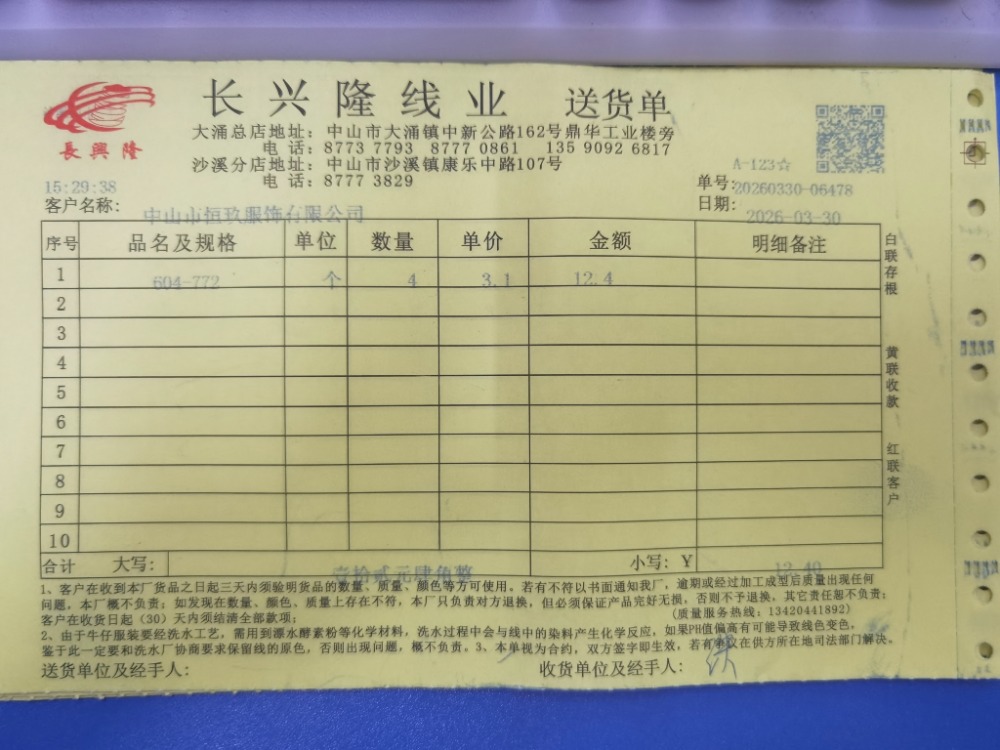 长兴隆线业 送货单
長興隆
大涌总店地址：中山市大涌镇中新公路162号鼎华工业楼旁
电 话：8773 7793 8770 0861 135 9092 6817
沙溪分店地址：中山市沙溪镇康乐中路107号
电 话：8777 3829
A-123☆
15:29:38
单号：20260330-06478
客户名称：中山市恒玖服饰有限公司
日期：2026-03-30
序号 品名及规格 单位 数量 单价 金额 明细备注
1 604-772 个 4 3.1 12.4
2
3
4
5
6
7
8
9
10
合计 大写：壹拾贰元肆角整 小写：¥ 12.40
白联存根
黄联收款
红联客户
1、客户在收到本厂货品之日起三天内须验明货品的数量、质量、颜色等方可使用。若有不符以书面通知我厂，逾期或经过加工成型后质量出现任何
问题，本厂概不负责；如发现在数量、颜色、质量上存在不符，本厂只负责对方退换，但必须保证产品完好无损，否则不予退换，其它责任恕不负责；
客户在收货日起（30）天内须结清全部款项； (质量服务热线：13420441892)
2、由于牛仔服装要经洗水工艺，需用到漂水酵素粉等化学材料，洗水过程中会与线中的染料产生化学反应，如果PH值偏高有可能导致线色变色，
鉴于此一定要和洗水厂协商要求保留线的原色，否则出现问题，概不负责。3、本单视为合约，双方签字即生效，若有争议在供方所在地司法部门解决。
送货单位及经手人： 收货单位及经手人：